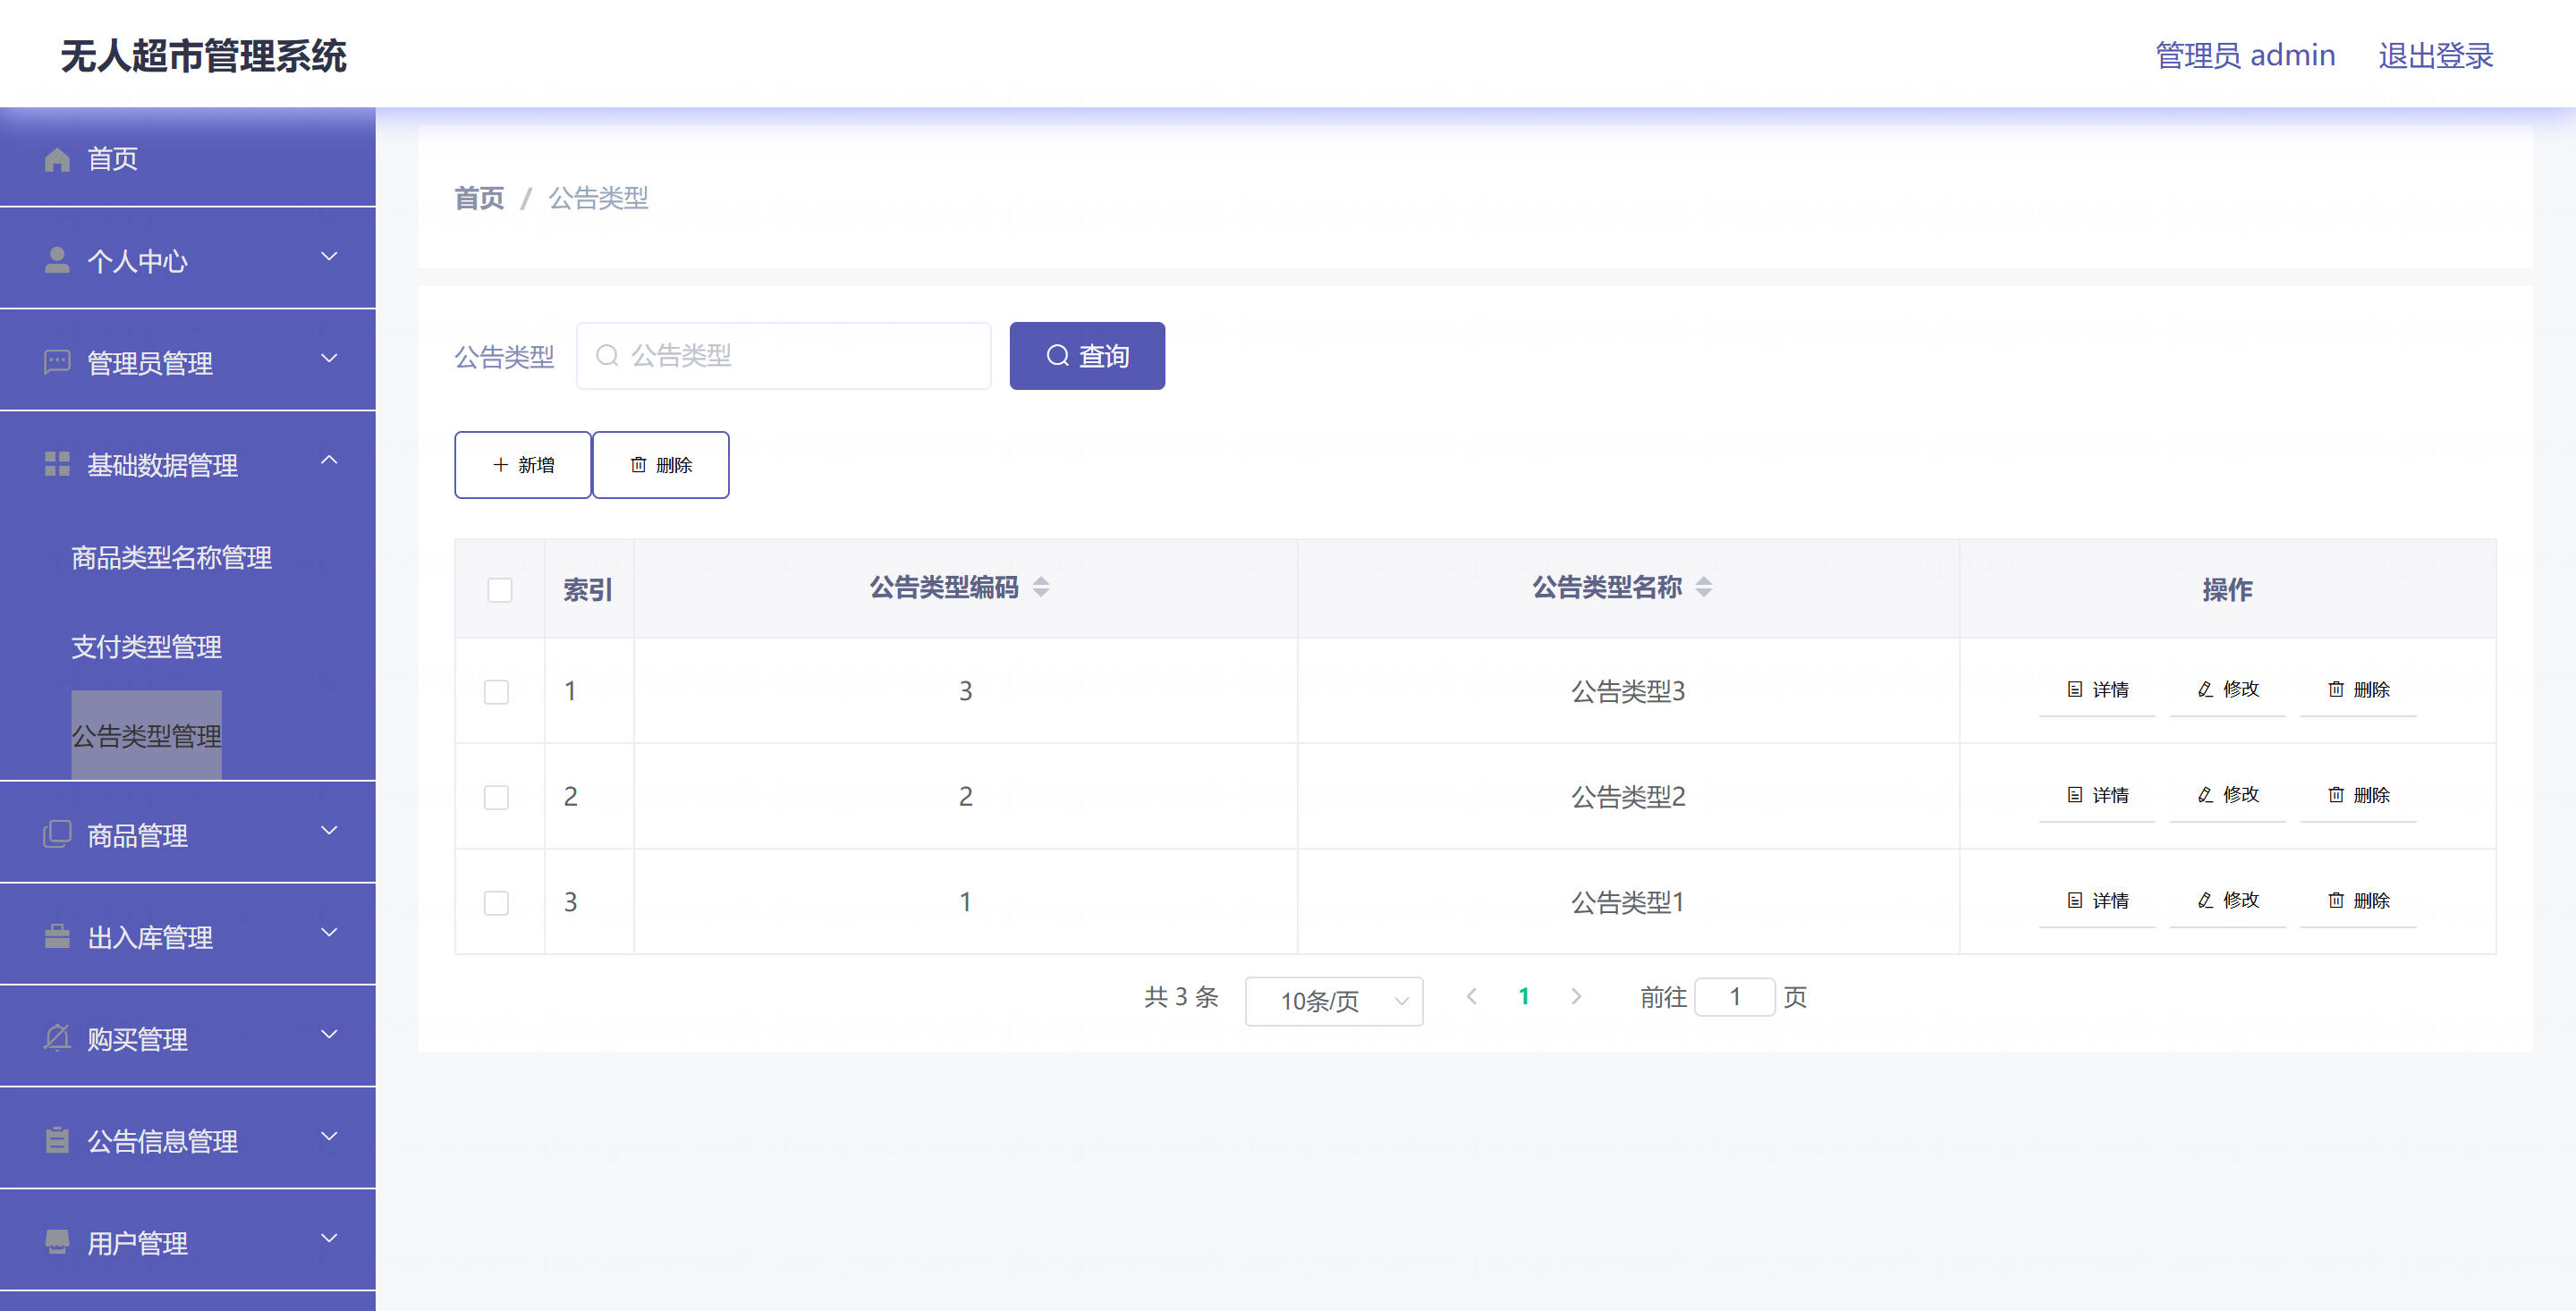 无人超市管理系统
管理员 admin 退出登录
首页
个人中心
管理员管理
基础数据管理
商品类型名称管理
支付类型管理
公告类型管理
商品管理
出入库管理
购买管理
公告信息管理
用户管理
首页 / 公告类型
公告类型 公告类型 查询
新增 删除
索引 公告类型编码 公告类型名称 操作
1 3 公告类型3 详情 修改 删除
2 2 公告类型2 详情 修改 删除
3 1 公告类型1 详情 修改 删除
共 3 条 10条/页 1 前往 1 页